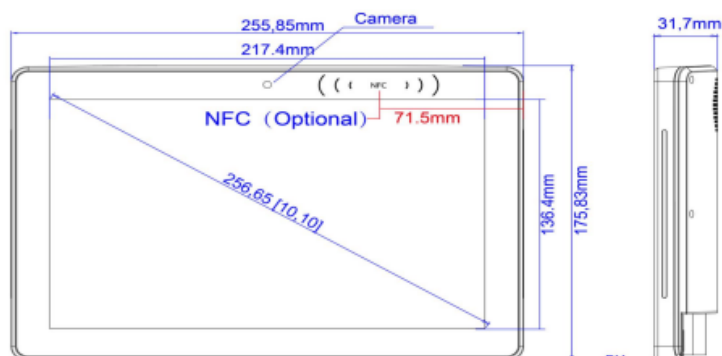 Camera
255,85mm
31,7mm
217.4mm
NFC
NFC (Optional)
71.5mm
256,65 [10,10]
136.4mm
175,83mm